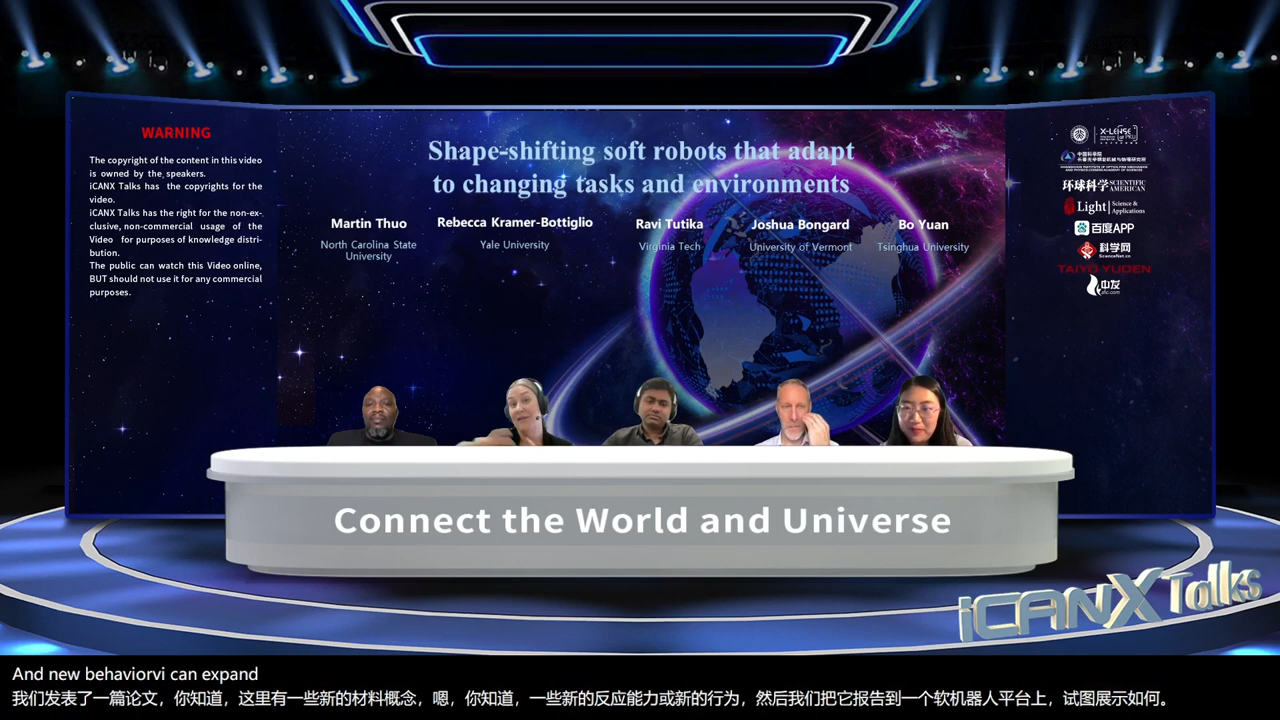 WARNING
The copyright of the content in this video
is owned by the speakers.
iCANX Talks has the copyrights for the
video.
iCANX Talks has the right for the non-ex-
clusive, non-commercial usage of the
Video for purposes of knowledge distri-
bution.
The public can watch this Video online,
BUT should not use it for any commercial
purposes.
Shape-shifting soft robots that adapt
to changing tasks and environments
Martin Thuo
North Carolina State
University
Rebecca Kramer-Bottiglio
Yale University
Ravi Tutika
Virginia Tech
Joshua Bongard
University of Vermont
Bo Yuan
Tsinghua University
X-LENSE
中国科学院
环球科学 SCIENTIFIC AMERICAN
Light Science & Applications
百度APP
科学网
ScienceNet.cn
TAIYO YUDEN
中友
Connect the World and Universe
iCANX Talks
And new behaviorvi can expand
我们发表了一篇论文，你知道，这里有一些新的材料概念，嗯，你知道，一些新的反应能力或新的行为，然后我们把它报告到一个软机器人平台上，试图展示如何。